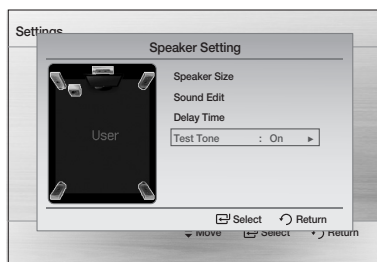 Settings
Speaker Setting
Speaker Size
Sound Edit
Delay Time
Test Tone : On ►
User
Select Return
Move Select Return